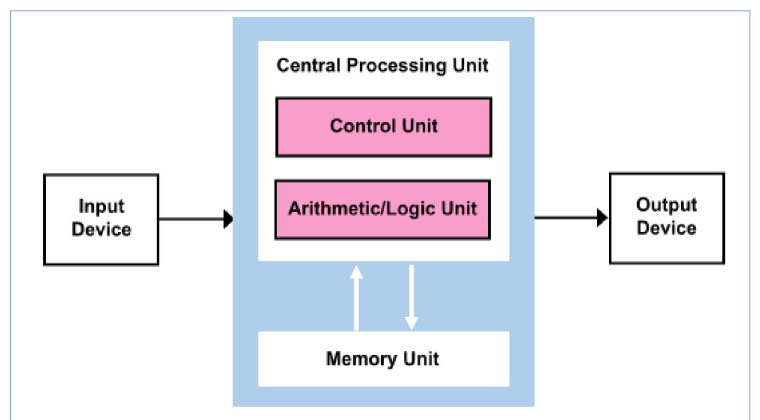 Central Processing Unit
Control Unit
Arithmetic/Logic Unit
Input
Device
Output
Device
Memory Unit